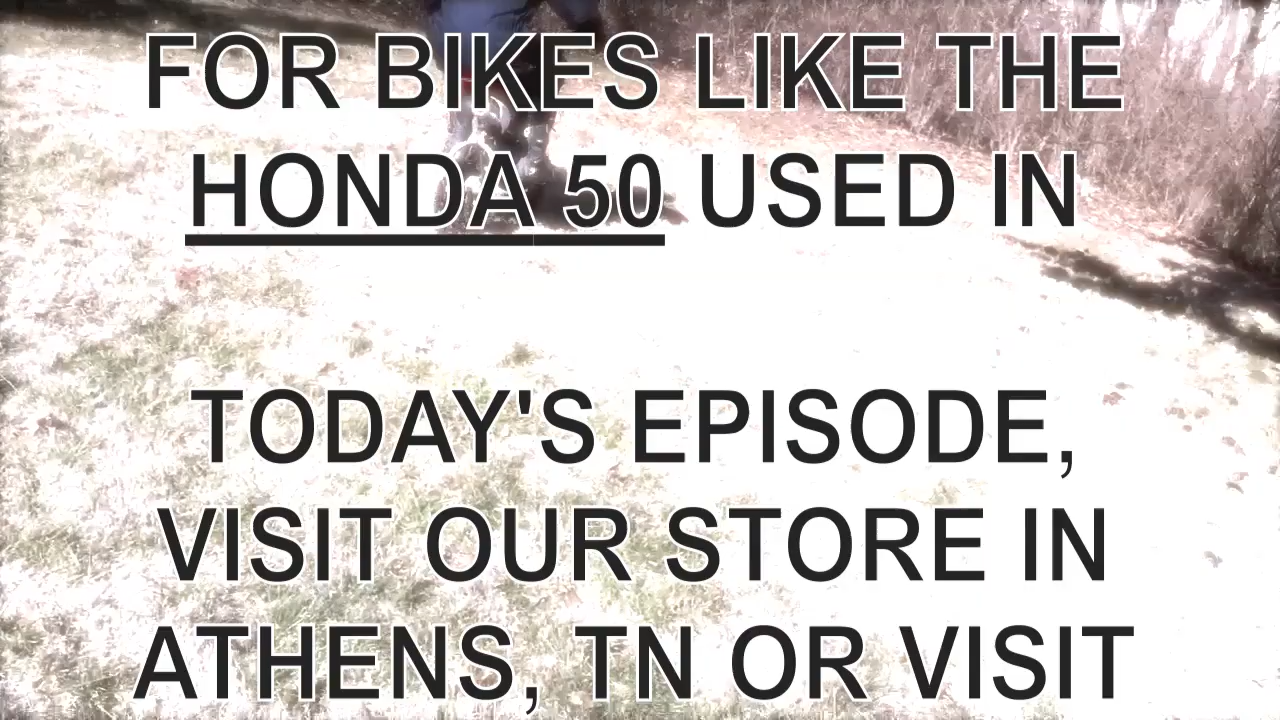 FOR BIKES LIKE THE
HONDA 50 USED IN
TODAY'S EPISODE,
VISIT OUR STORE IN
ATHENS, TN OR VISIT